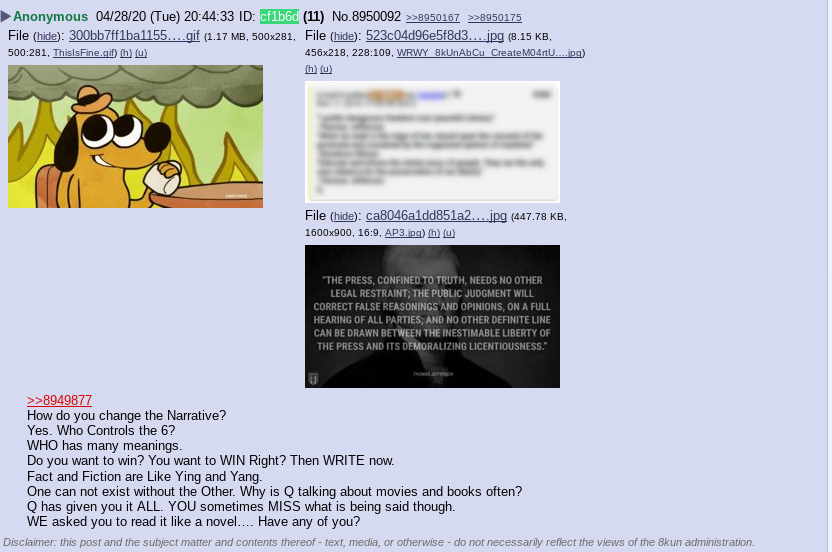 Anonymous 04/28/20 (Tue) 20:44:33 ID: cf1b6d (11) No.8950092 >>8950167 >>8950175
File (hide): 300bb7ff1ba1155….gif (1.17 MB, 500x281,
500:281, ThisIsFine.gif) (h) (u)
File (hide): 523c04d96e5f8d3….jpg (8.15 KB,
456x218, 228:109, WRWY_8kUnAbCu_CreateM04rtU….jpg)
(h) (u)
File (hide): ca8046a1dd851a2….jpg (447.78 KB,
1600x900, 16:9, AP3.jpg) (h) (u)
"THE PRESS, CONFINED TO TRUTH, NEEDS NO OTHER
LEGAL RESTRAINT; THE PUBLIC JUDGMENT WILL
CORRECT FALSE REASONINGS AND OPINIONS, ON A FULL
HEARING OF ALL PARTIES; AND NO OTHER DEFINITE LINE
CAN BE DRAWN BETWEEN THE INESTIMABLE LIBERTY OF
THE PRESS AND ITS DEMORALIZING LICENTIOUSNESS."
THOMAS JEFFERSON
>>8949877
How do you change the Narrative?
Yes. Who Controls the 6?
WHO has many meanings.
Do you want to win? You want to WIN Right? Then WRITE now.
Fact and Fiction are Like Ying and Yang.
One can not exist without the Other. Why is Q talking about movies and books often?
Q has given you it ALL. YOU sometimes MISS what is being said though.
WE asked you to read it like a novel…. Have any of you?
Disclaimer: this post and the subject matter and contents thereof - text, media, or otherwise - do not necessarily reflect the views of the 8kun administration.